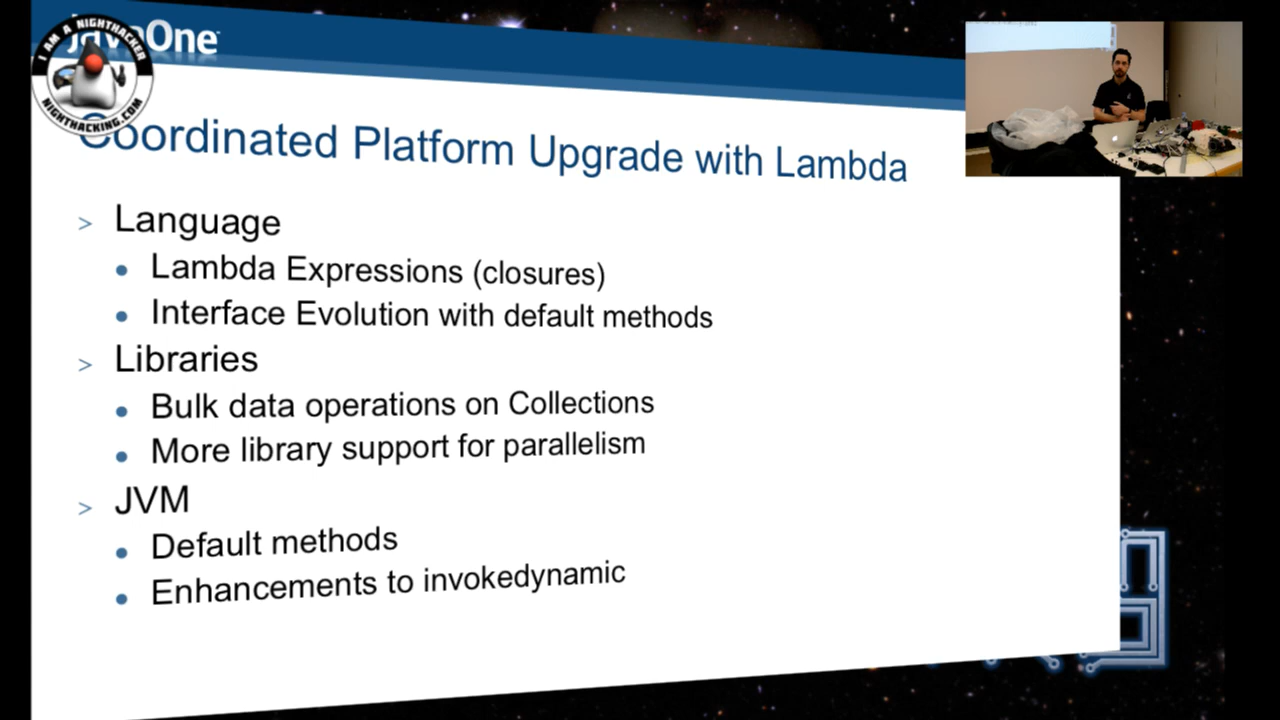 JavaOne
I AM A NIGHTHACKER
NIGHTHACKING.COM
Coordinated Platform Upgrade with Lambda
> Language
• Lambda Expressions (closures)
• Interface Evolution with default methods
> Libraries
• Bulk data operations on Collections
• More library support for parallelism
> JVM
• Default methods
• Enhancements to invokedynamic